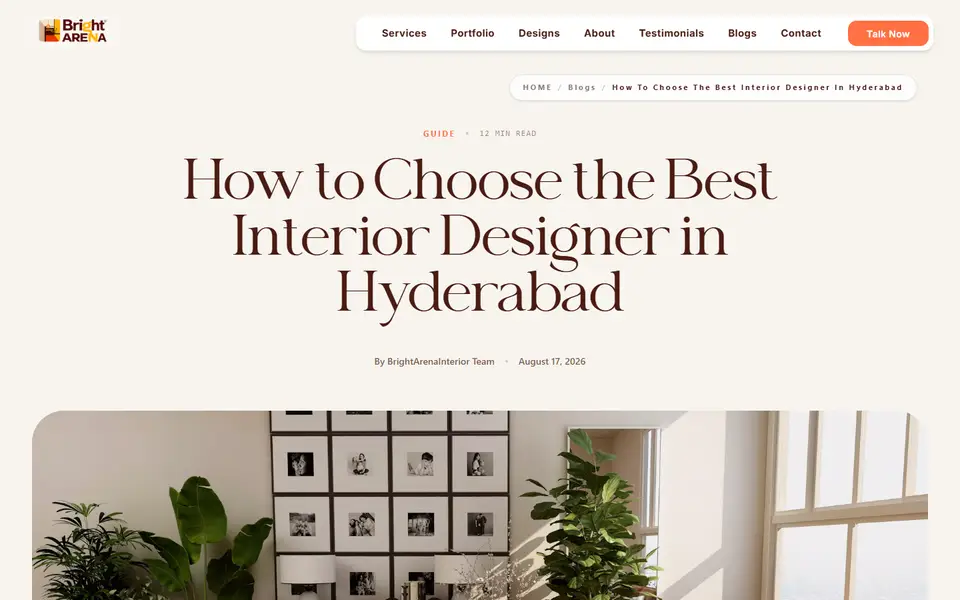 Bright
ARENA
Services
Portfolio
Designs
About
Testimonials
Blogs
Contact
Talk Now
HOME / Blogs / How To Choose The Best Interior Designer In Hyderabad
GUIDE • 12 MIN READ
How to Choose the Best
Interior Designer in
Hyderabad
By BrightArenaInterior Team • August 17, 2026